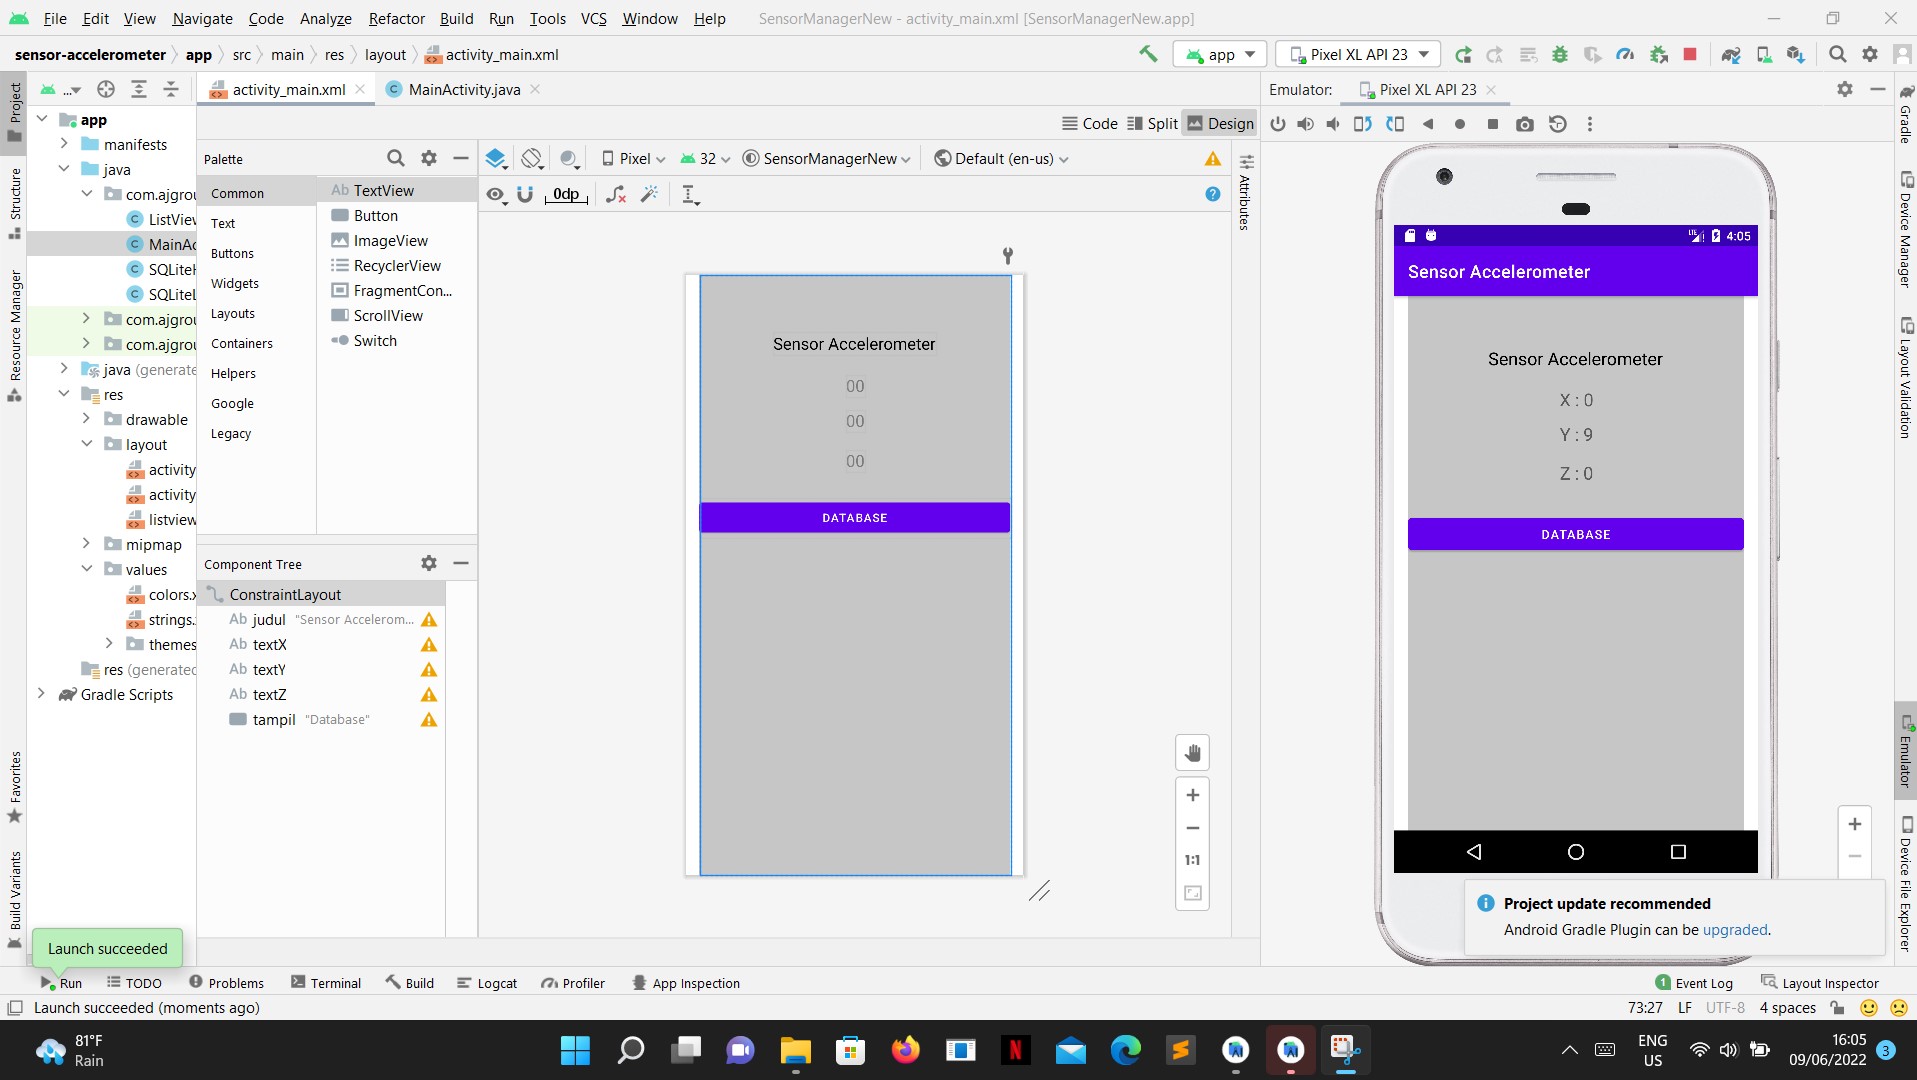 File Edit View Navigate Code Analyze Refactor Build Run Tools VCS Window Help SensorManagerNew - activity_main.xml [SensorManagerNew.app]
sensor-accelerometer app src main res layout activity_main.xml app Pixel XL API 23
Project
Structure
Resource Manager
Favorites
Build Variants
...
app
manifests
java
com.ajgrou
ListView
MainAc
SQLiteH
SQLiteL
com.ajgrou
com.ajgrou
java (generate
res
drawable
layout
activity
activity
listview
mipmap
values
colors.x
strings.
themes
res (generated
Gradle Scripts
activity_main.xml MainActivity.java
Code Split Design
Palette
Common
Text
Buttons
Widgets
Layouts
Containers
Helpers
Google
Legacy
Ab TextView
Button
ImageView
RecyclerView
FragmentCon...
ScrollView
Switch
Pixel 32 SensorManagerNew Default (en-us)
0dp
Attributes
Component Tree
ConstraintLayout
Ab judul "Sensor Accelerom...
Ab textX
Ab textY
Ab textZ
tampil "Database"
Sensor Accelerometer
00
00
00
DATABASE
1:1
Emulator: Pixel XL API 23
LTE 4:05
Sensor Accelerometer
Sensor Accelerometer
X : 0
Y : 9
Z : 0
DATABASE
Project update recommended
Android Gradle Plugin can be upgraded.
Gradle
Device Manager
Layout Validation
Emulator
Device File Explorer
Launch succeeded
Run TODO Problems Terminal Build Logcat Profiler App Inspection 1 Event Log Layout Inspector
Launch succeeded (moments ago) 73:27 LF UTF-8 4 spaces
81°F
Rain
N
ENG
US
16:05
09/06/2022
3